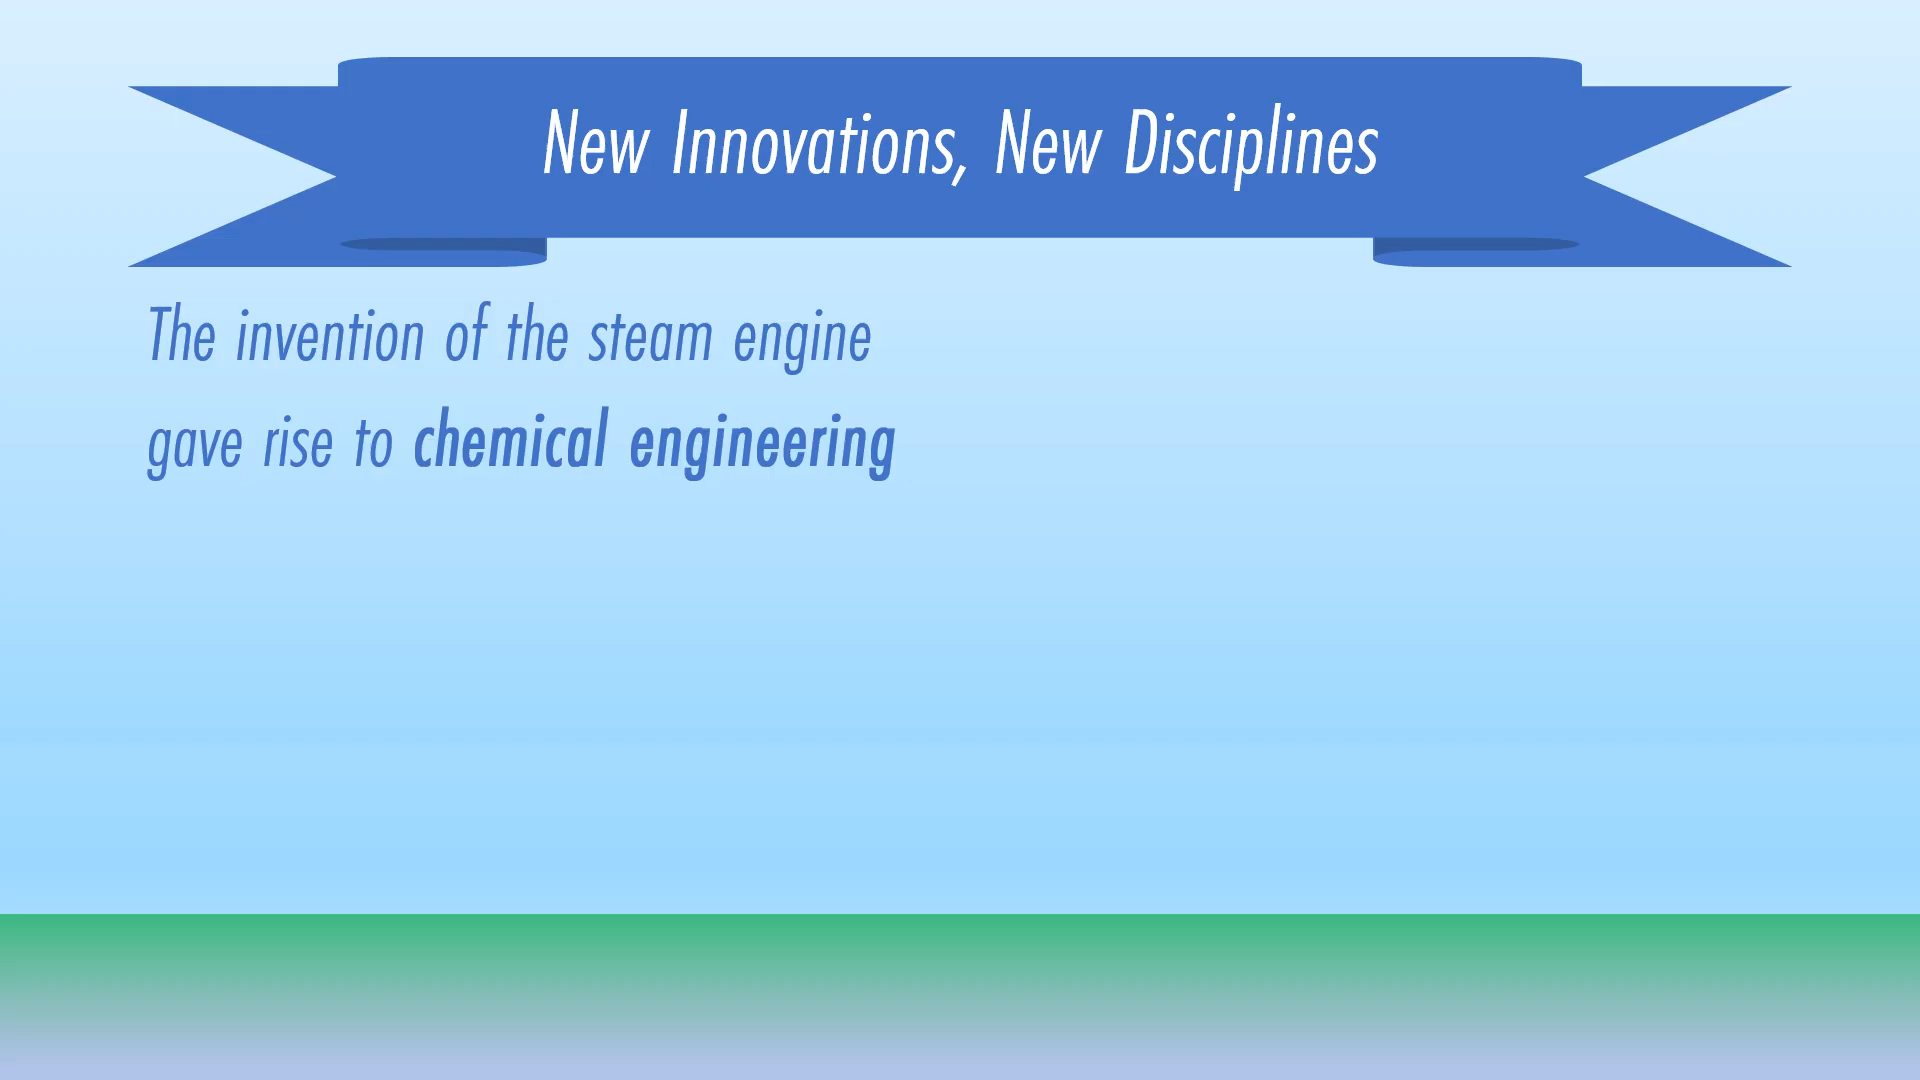 New Innovations, New Disciplines
The invention of the steam engine
gave rise to chemical engineering